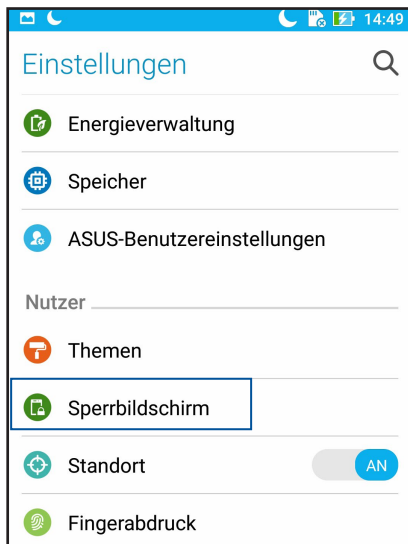 14:49
Einstellungen
Energieverwaltung
Speicher
ASUS-Benutzereinstellungen
Nutzer
Themen
Sperrbildschirm
Standort AN
Fingerabdruck